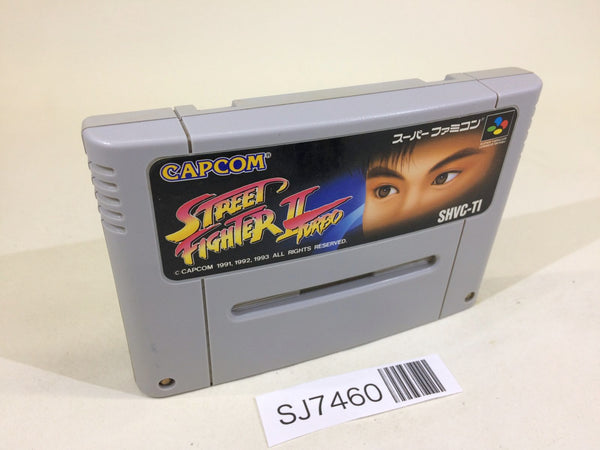 CAPCOM
スーパーファミコン
STREET
FIGHTER II
TURBO
SHVC-TI
© CAPCOM 1991, 1992, 1993 ALL RIGHTS RESERVED.
SJ7460